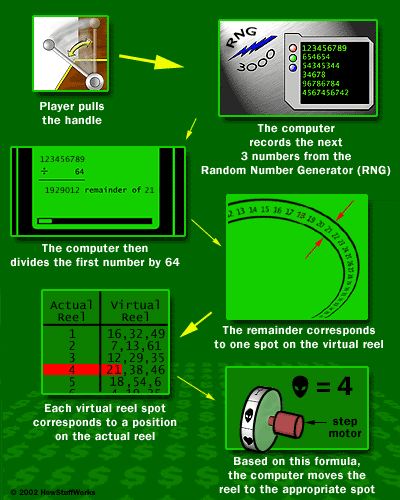 Player pulls
the handle
RNG
3000
123456789
654654
54345344
34678
96786784
4567456742
The computer
records the next
3 numbers from the
Random Number Generator (RNG)
123456789
÷ 64
1929012 remainder of 21
The computer then
divides the first number by 64
12 13 14 15 16 17 18 19 20 21 22 23 24 25
The remainder corresponds
to one spot on the virtual reel
Actual Reel Virtual Reel
1 16,32,49
2 7,13,61
3 12,29,35
4 21,38,46
5 18,54,6
Each virtual reel spot
corresponds to a position
on the actual reel
= 4
step
motor
Based on this formula,
the computer moves the
reel to the appropriate spot
© 2002 HowStuffWorks